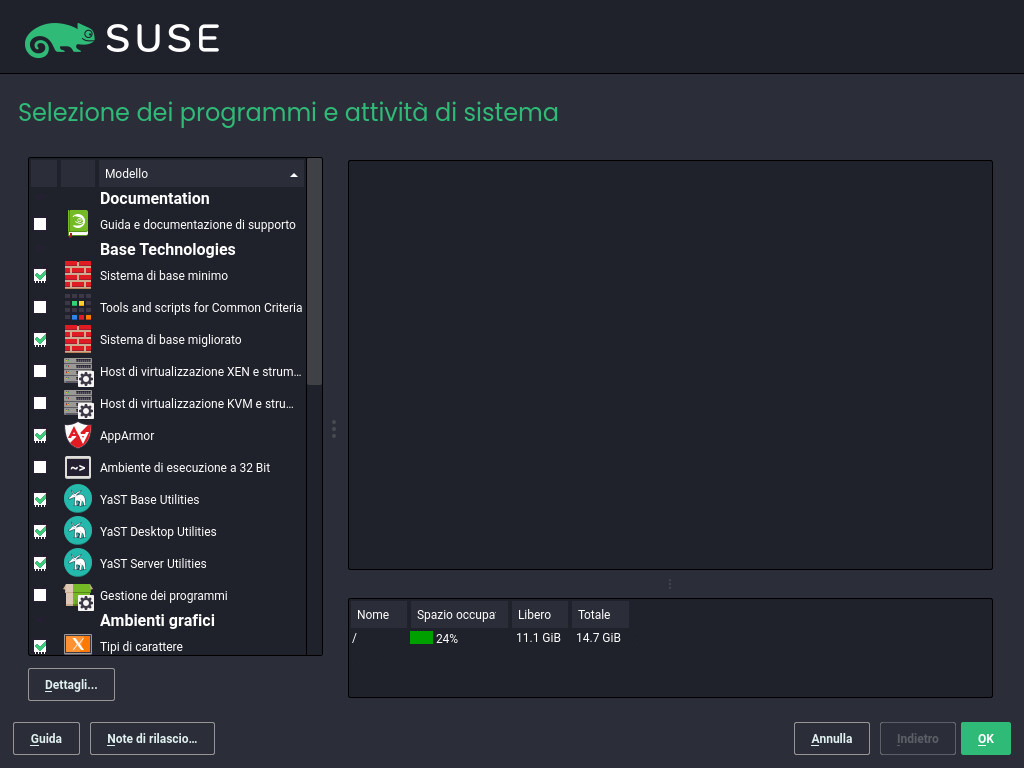 SUSE
Selezione dei programmi e attività di sistema
Modello
Documentation
Guida e documentazione di supporto
Base Technologies
Sistema di base minimo
Tools and scripts for Common Criteria
Sistema di base migliorato
Host di virtualizzazione XEN e strum...
Host di virtualizzazione KVM e stru...
AppArmor
~>
Ambiente di esecuzione a 32 Bit
YaST Base Utilities
YaST Desktop Utilities
YaST Server Utilities
Gestione dei programmi
Ambienti grafici
X
Tipi di carattere
Nome Spazio occupa Libero Totale
/ 24% 11.1 GiB 14.7 GiB
Dettagli...
Guida Note di rilascio... Annulla Indietro OK